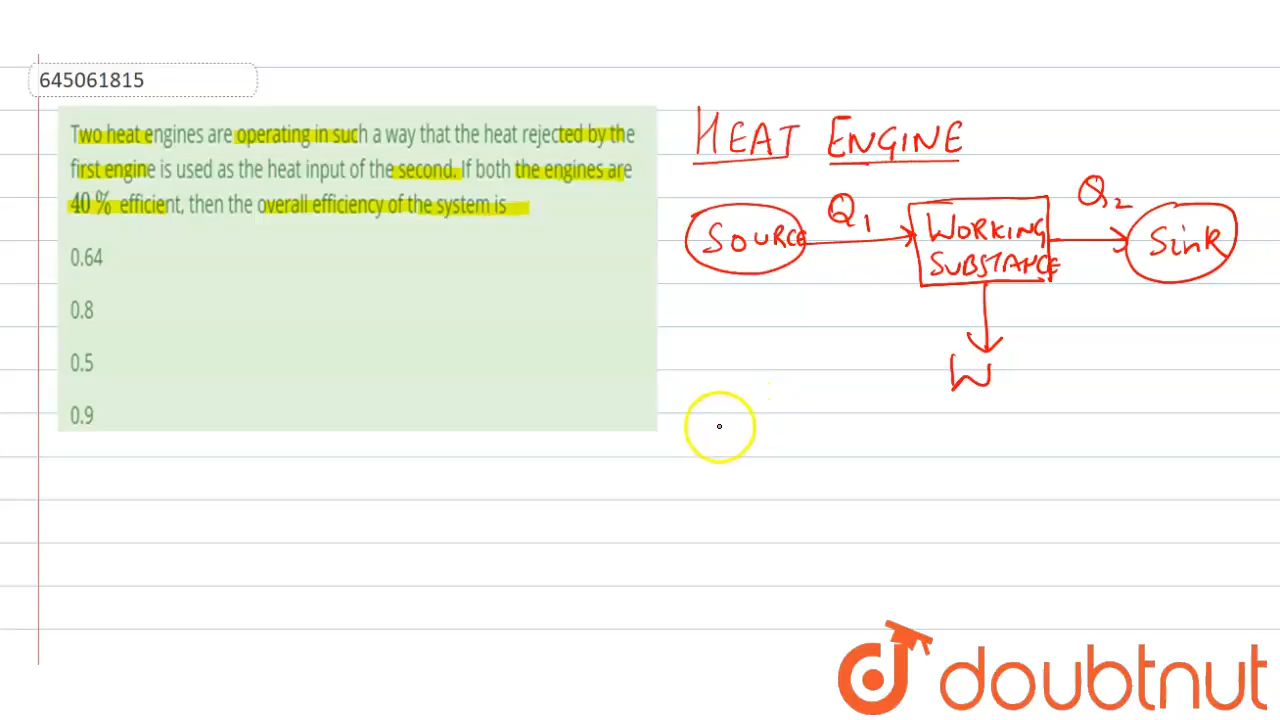 645061815
Two heat engines are operating in such a way that the heat rejected by the
first engine is used as the heat input of the second. If both the engines are
40 % efficient, then the overall efficiency of the system is
0.64
0.8
0.5
0.9
HEAT ENGINE
SOURCE Q1 WORKING SUBSTANCE Q2 SinK
W
doubtnut